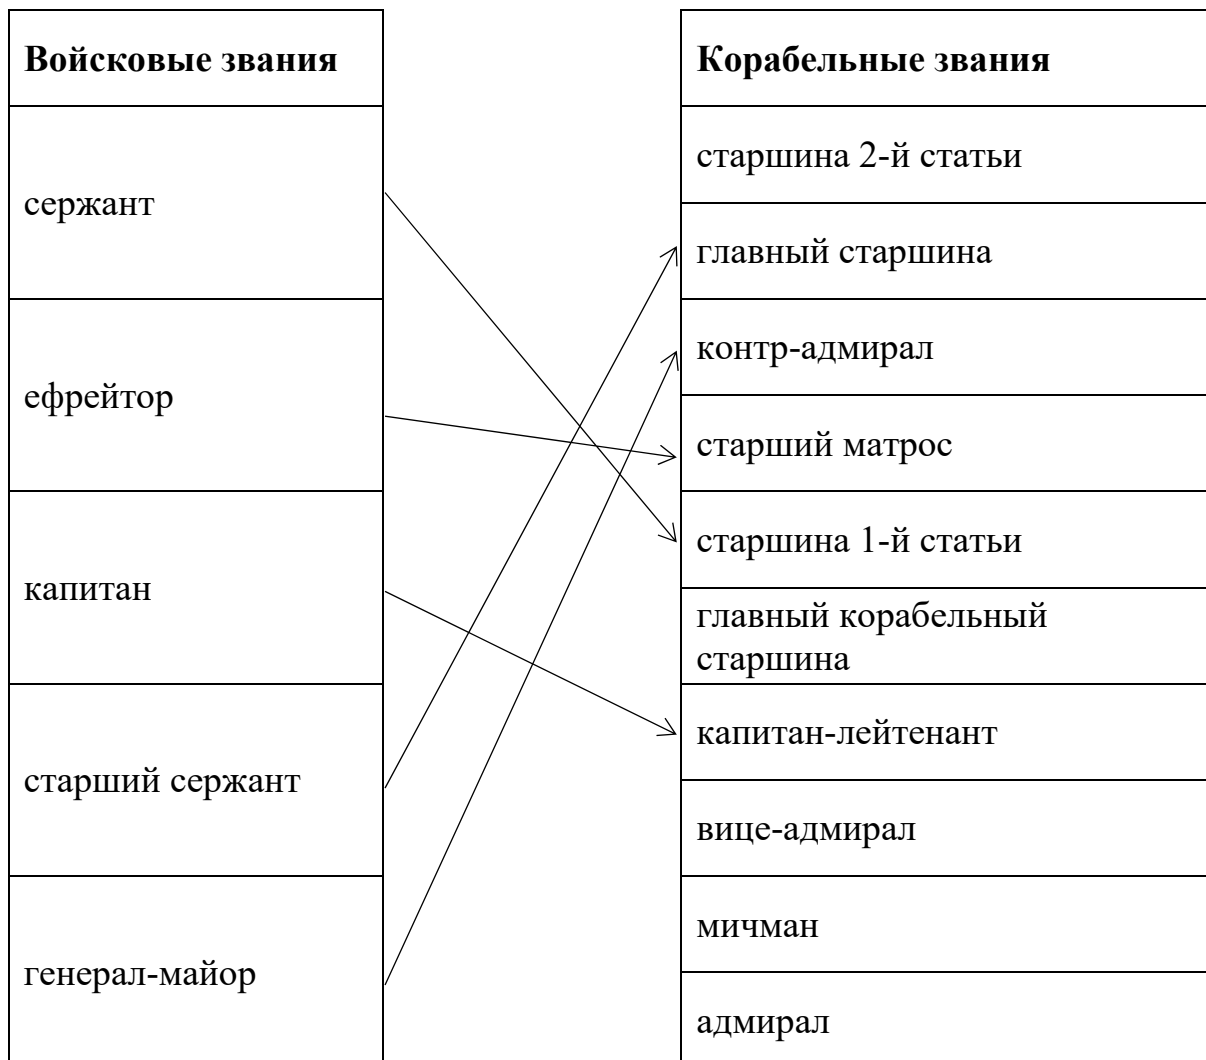 Войсковые звания
сержант
ефрейтор
капитан
старший сержант
генерал-майор
Корабельные звания
старшина 2-й статьи
главный старшина
контр-адмирал
старший матрос
старшина 1-й статьи
главный корабельный
старшина
капитан-лейтенант
вице-адмирал
мичман
адмирал